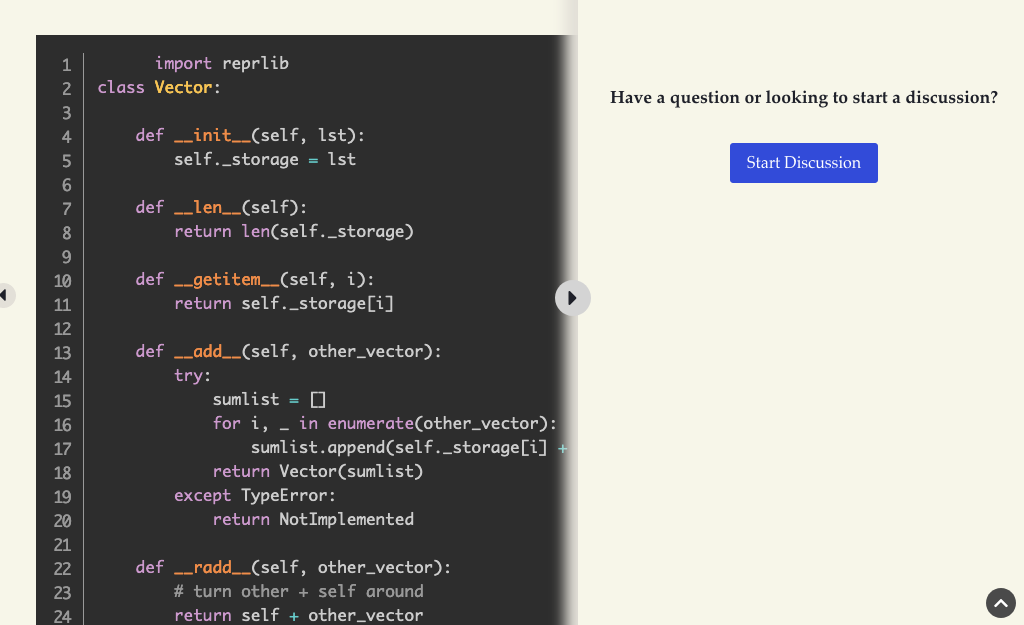 1 import reprlib
2 class Vector:
3
4 def __init__(self, lst):
5 self._storage = lst
6
7 def __len__(self):
8 return len(self._storage)
9
10 def __getitem__(self, i):
11 return self._storage[i]
12
13 def __add__(self, other_vector):
14 try:
15 sumlist = []
16 for i, _ in enumerate(other_vector):
17 sumlist.append(self._storage[i] +
18 return Vector(sumlist)
19 except TypeError:
20 return NotImplemented
21
22 def __radd__(self, other_vector):
23 # turn other + self around
24 return self + other_vector
Have a question or looking to start a discussion?
Start Discussion